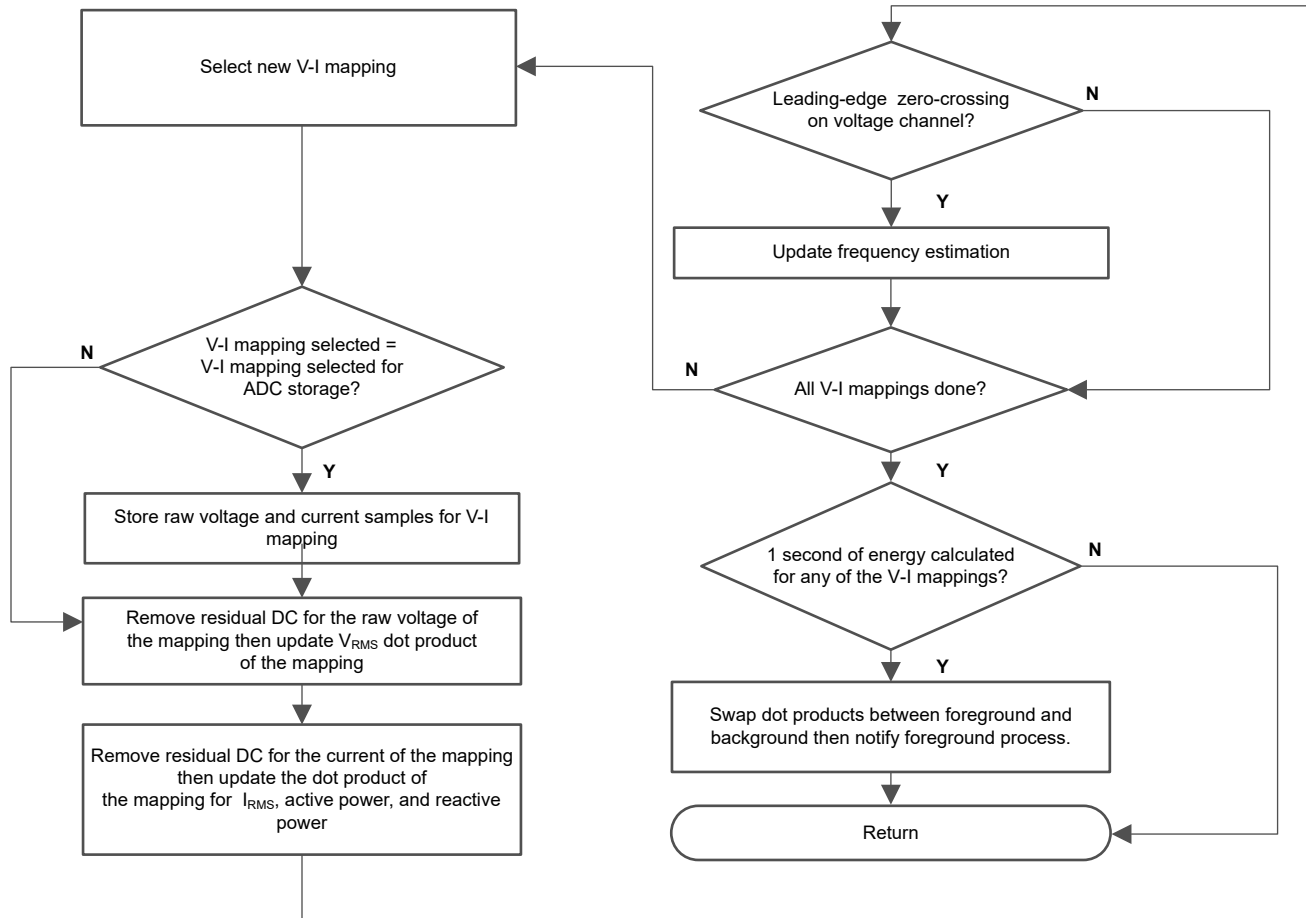 Select new V-I mapping
V-I mapping selected =
V-I mapping selected for
ADC storage?
N
Y
Store raw voltage and current samples for V-I
mapping
Remove residual DC for the raw voltage of
the mapping then update VRMS dot product
of the mapping
Remove residual DC for the current of the mapping
then update the dot product of
the mapping for IRMS, active power, and reactive
power
Leading-edge zero-crossing
on voltage channel?
N
Y
Update frequency estimation
All V-I mappings done?
N
Y
1 second of energy calculated
for any of the V-I mappings?
N
Y
Swap dot products between foreground and
background then notify foreground process.
Return